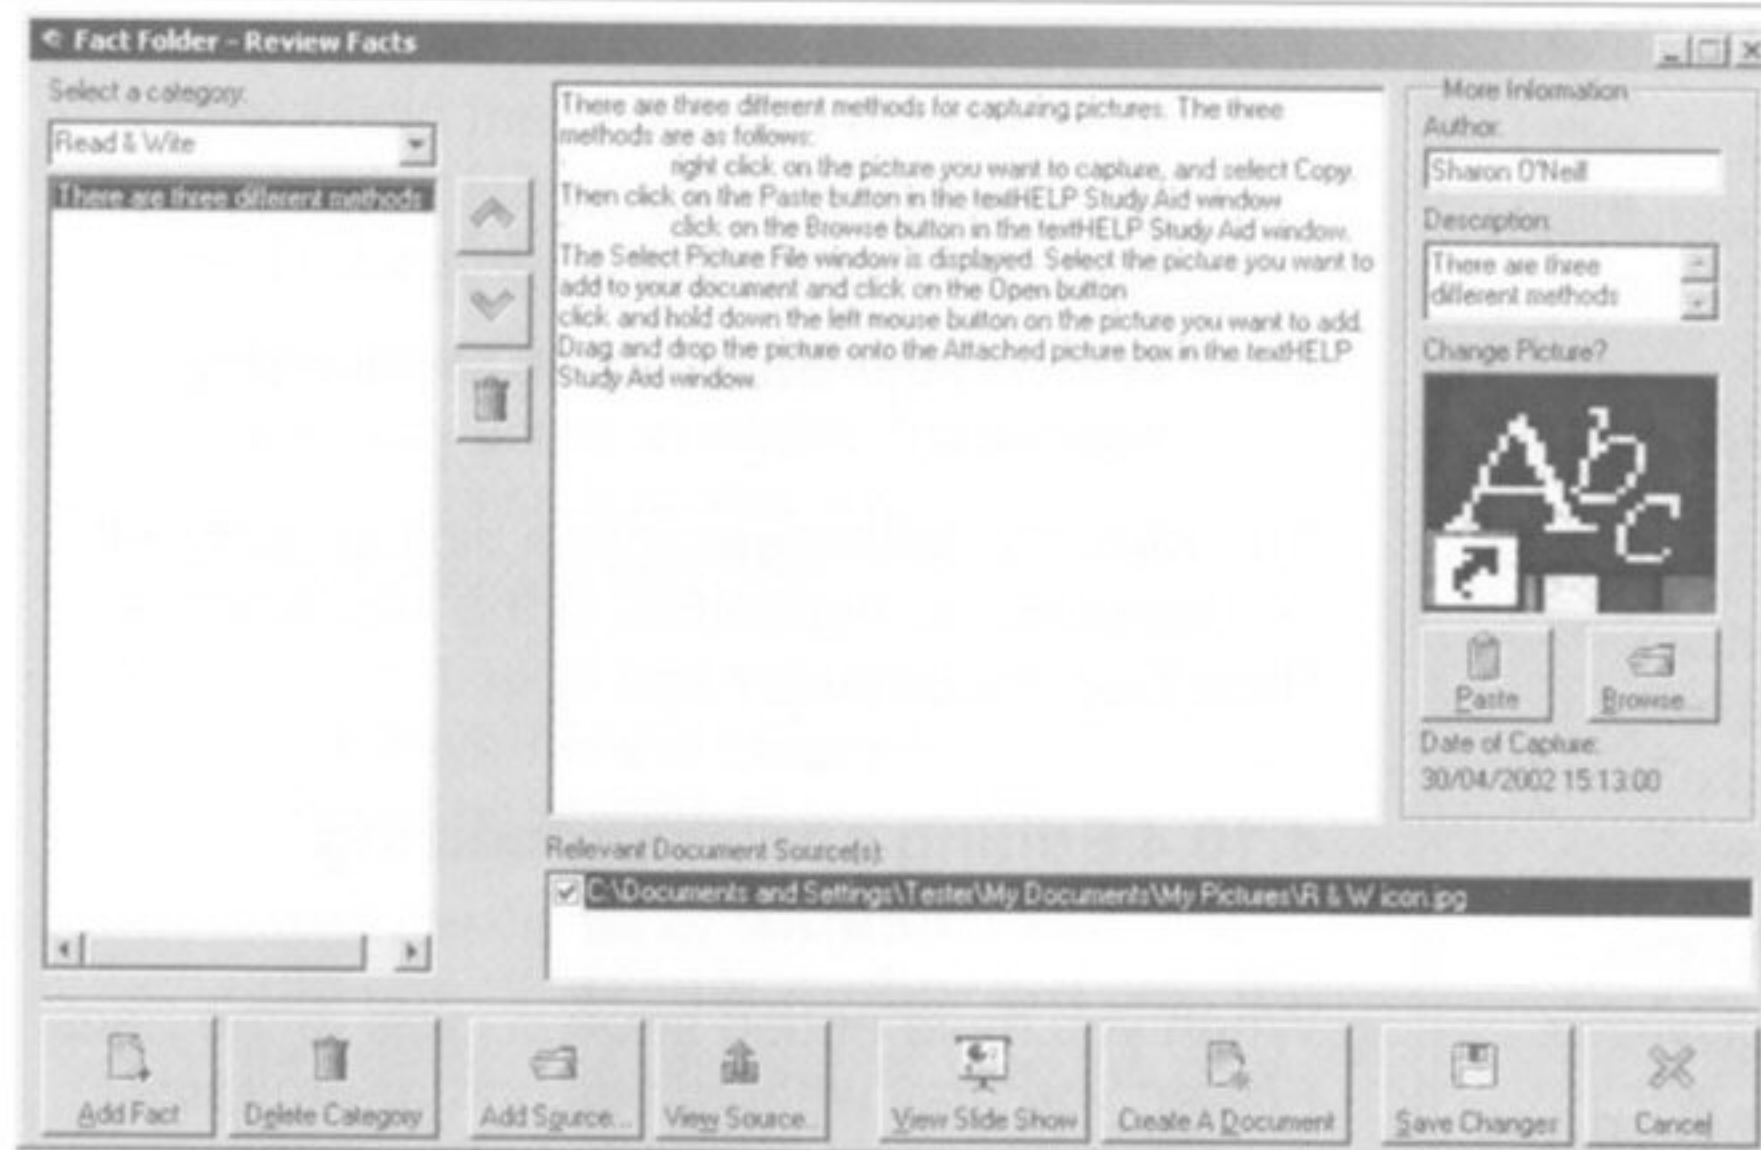 Fact Folder - Review Facts
Select a category:
Read & Wite
There are three different methods
There are three different methods for capturing pictures. The three
methods are as follows:
right click on the picture you want to capture, and select Copy.
Then click on the Paste button in the textHELP Study Aid window
click on the Browse button in the textHELP Study Aid window.
The Select Picture File window is displayed. Select the picture you want to
add to your document and click on the Open button
click and hold down the left mouse button on the picture you want to add.
Drag and drop the picture onto the Attached picture box in the textHELP
Study Aid window.
More Information
Author:
Sharon O'Neill
Description:
There are three
different methods
Change Picture?
Abc
Paste
Browse...
Date of Capture:
30/04/2002 15:13:00
Relevant Document Source(s):
C:\Documents and Settings\Tester\My Documents\My Pictures\R & W icon.jpg
Add Fact
Delete Category
Add Source...
View Source...
View Slide Show
Create A Document
Save Changes
Cancel